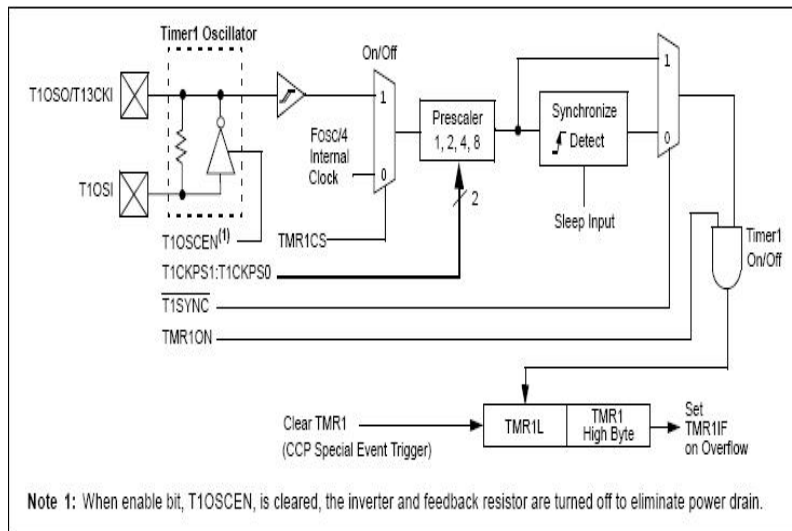 Timer1 Oscillator
T1OSO/T13CKI
T1OSI
On/Off
1
FOSC/4
Internal
Clock
0
Prescaler
1, 2, 4, 8
2
Synchronize
Detect
1
0
Sleep Input
T1OSCEN(1)
TMR1CS
T1CKPS1:T1CKPS0
T1SYNC
TMR1ON
Timer1
On/Off
Clear TMR1
(CCP Special Event Trigger)
TMR1L
TMR1
High Byte
Set
TMR1IF
on Overflow
Note 1: When enable bit, T1OSCEN, is cleared, the inverter and feedback resistor are turned off to eliminate power drain.